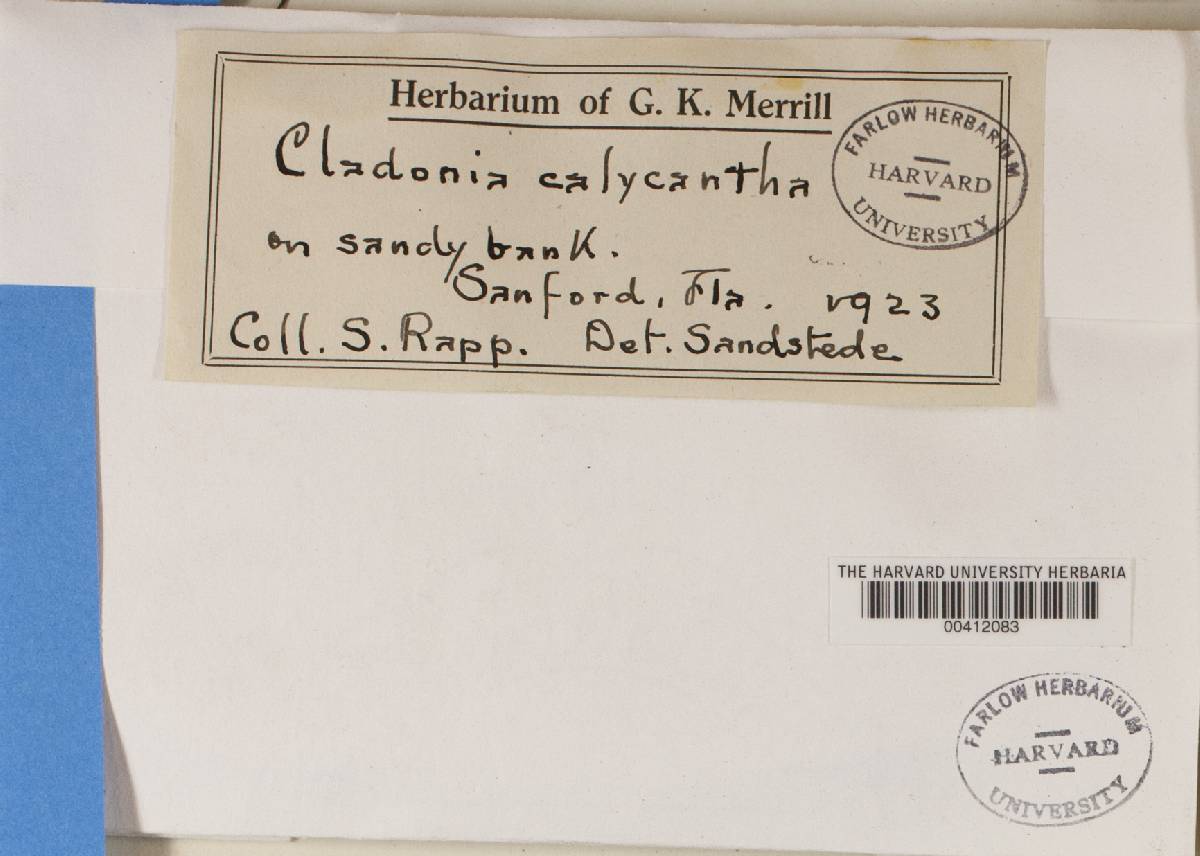 Herbarium of G. K. Merrill
Cladonia calycantha
on sandy bank.
Sanford, Fla. 1923
Coll. S. Rapp. Det. Sandstede
FARLOW HERBARIUM
HARVARD
UNIVERSITY
THE HARVARD UNIVERSITY HERBARIA
00412083
FARLOW HERBARIUM
HARVARD
UNIVERSITY